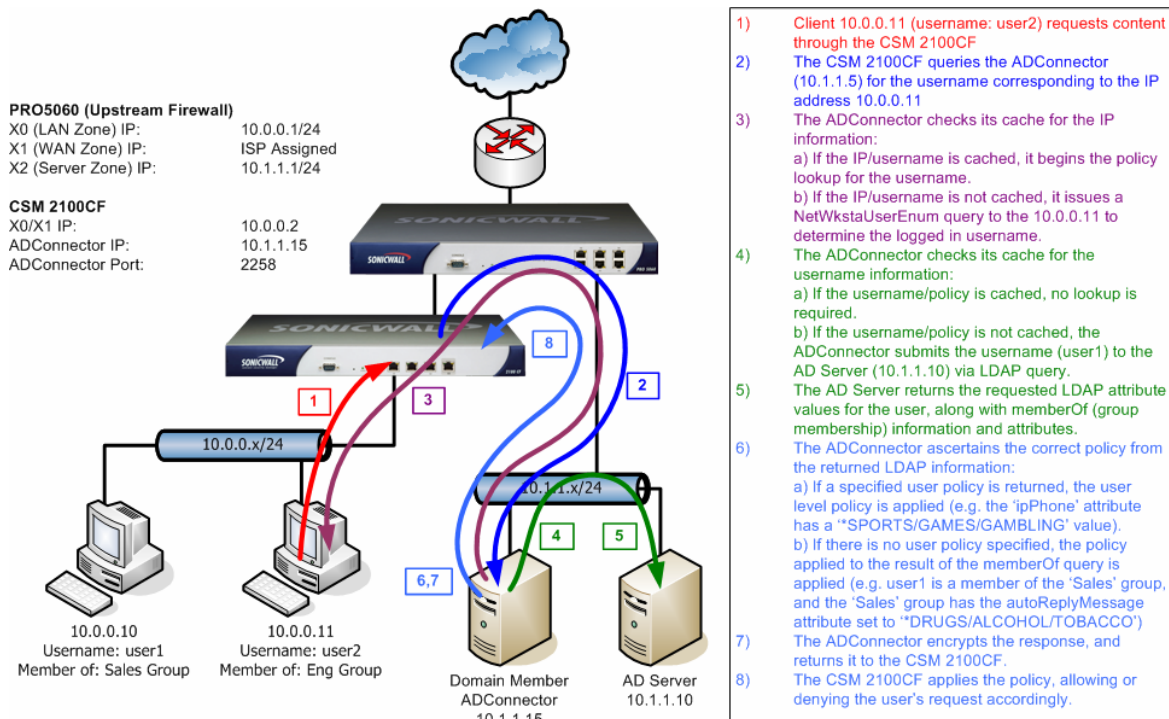 PRO5060 (Upstream Firewall)
X0 (LAN Zone) IP: 10.0.0.1/24
X1 (WAN Zone) IP: ISP Assigned
X2 (Server Zone) IP: 10.1.1.1/24
CSM 2100CF
X0/X1 IP: 10.0.0.2
ADConnector IP: 10.1.1.15
ADConnector Port: 2258
SONICWALL
SONICWALL
SONICWALL
SONICWALL
8
2
1
3
10.0.0.x/24
10.1.1.x/24
4
5
6,7
10.0.0.10
Username: user1
Member of: Sales Group
10.0.0.11
Username: user2
Member of: Eng Group
Domain Member
ADConnector
10.1.1.15
AD Server
10.1.1.10
1) Client 10.0.0.11 (username: user2) requests content
through the CSM 2100CF
2) The CSM 2100CF queries the ADConnector
(10.1.1.5) for the username corresponding to the IP
address 10.0.0.11
3) The ADConnector checks its cache for the IP
information:
a) If the IP/username is cached, it begins the policy
lookup for the username.
b) If the IP/username is not cached, it issues a
NetWkstaUserEnum query to the 10.0.0.11 to
determine the logged in username.
4) The ADConnector checks its cache for the
username information:
a) If the username/policy is cached, no lookup is
required.
b) If the username/policy is not cached, the
ADConnector submits the username (user1) to the
AD Server (10.1.1.10) via LDAP query.
5) The AD Server returns the requested LDAP attribute
values for the user, along with memberOf (group
membership) information and attributes.
6) The ADConnector ascertains the correct policy from
the returned LDAP information:
a) If a specified user policy is returned, the user
level policy is applied (e.g. the ‘ipPhone’ attribute
has a ‘*SPORTS/GAMES/GAMBLING’ value).
b) If there is no user policy specified, the policy
applied to the result of the memberOf query is
applied (e.g. user1 is a member of the ‘Sales’ group,
and the ‘Sales’ group has the autoReplyMessage
attribute set to ‘*DRUGS/ALCOHOL/TOBACCO’)
7) The ADConnector encrypts the response, and
returns it to the CSM 2100CF.
8) The CSM 2100CF applies the policy, allowing or
denying the user's request accordingly.